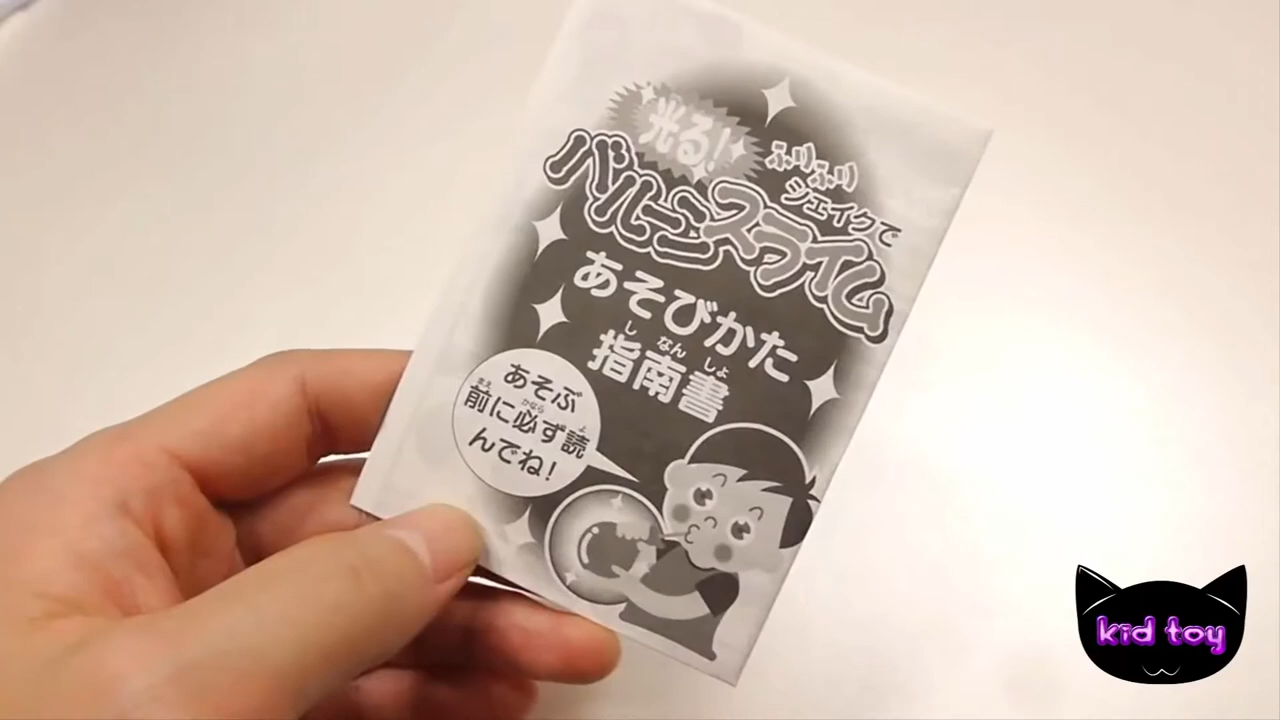 光る!
ふりふり
シェイクで
バルーンスライム
あそびかた
しなんしょ
指南書
あそぶ
まえ かなら よ
前に必ず読
んでね!
kid toy